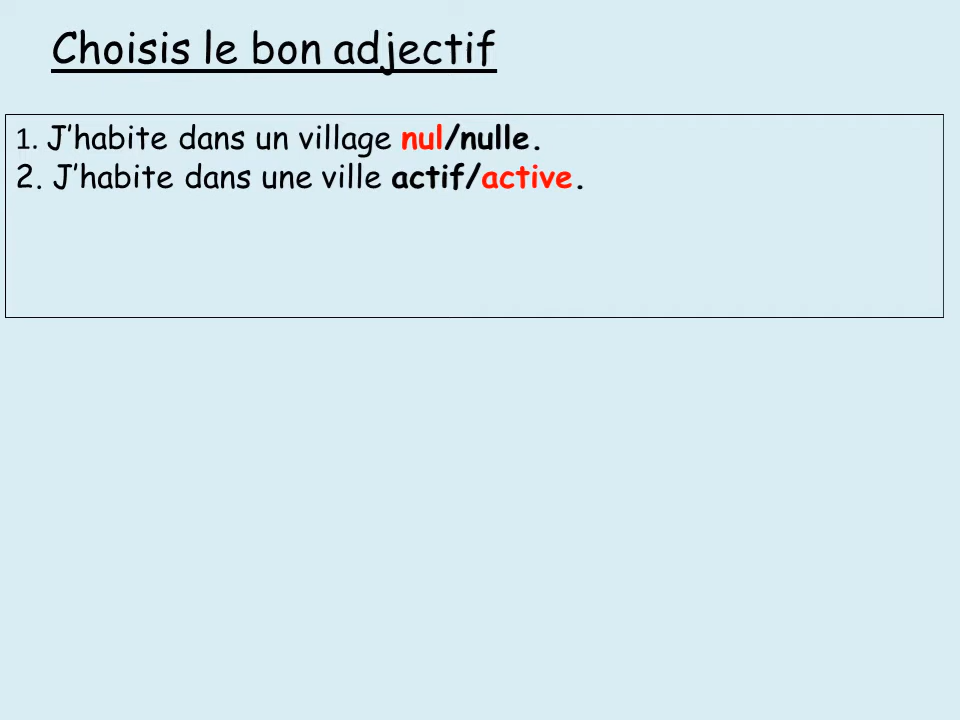 Choisis le bon adjectif
1. J’habite dans un village nul/nulle.
2. J’habite dans une ville actif/active.